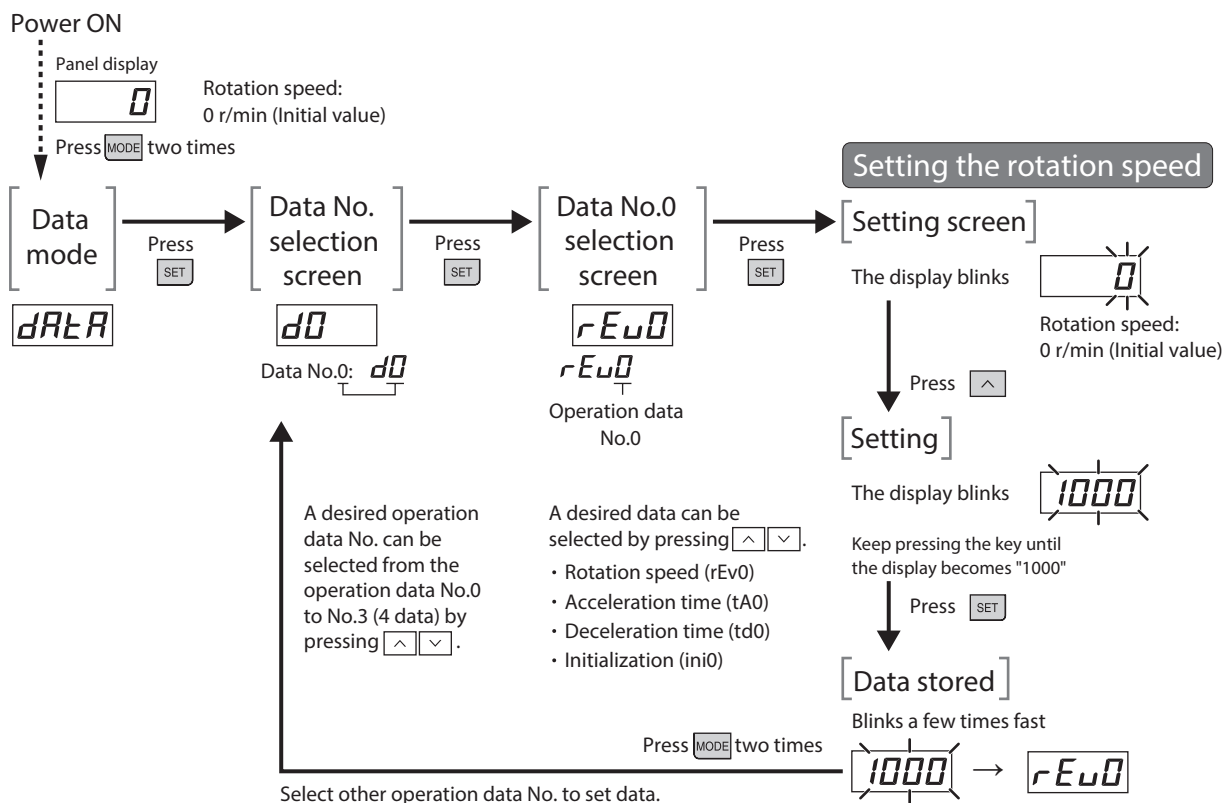 Power ON
Panel display
0
Rotation speed:
0 r/min (Initial value)
Press MODE two times
Data
mode
dAtA
Press
SET
Data No.
selection
screen
d0
Data No.0: d0
Press
SET
Data No.0
selection
screen
rEv0
rEv0
Operation data
No.0
Press
SET
Setting the rotation speed
Setting screen
The display blinks
0
Rotation speed:
0 r/min (Initial value)
Press ^
Setting
The display blinks
1000
Keep pressing the key until
the display becomes "1000"
Press SET
Data stored
Blinks a few times fast
1000 → rEv0
A desired operation
data No. can be
selected from the
operation data No.0
to No.3 (4 data) by
pressing ^ ˅ .
A desired data can be
selected by pressing ^ ˅ .
・Rotation speed (rEv0)
・Acceleration time (tA0)
・Deceleration time (td0)
・Initialization (ini0)
Press MODE two times
Select other operation data No. to set data.